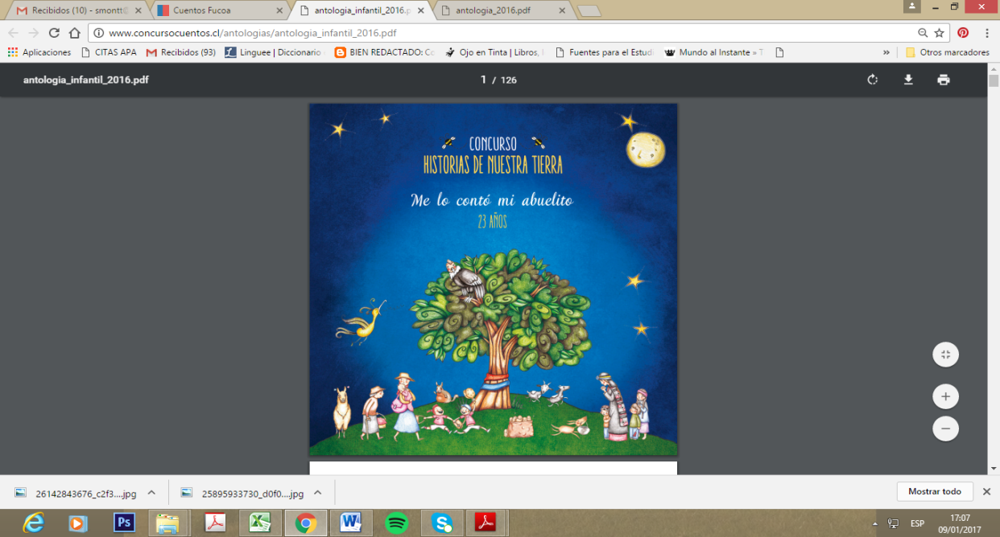 Recibidos (10) - smontt@
Cuentos Fucoa
antologia_infantil_2016.p
antologia_2016.pdf
www.concursocuentos.cl/antologias/antologia_infantil_2016.pdf
Aplicaciones
CITAS APA
Recibidos (93)
Linguee | Diccionario
BIEN REDACTADO: Co
Ojo en Tinta | Libros,
Fuentes para el Estudi
Mundo al Instante » T
»
Otros marcadores
antologia_infantil_2016.pdf
1 / 126
CONCURSO
HISTORIAS DE NUESTRA TIERRA
Me lo contó mi abuelito
23 AÑOS
26142843676_c2f3....jpg
25895933730_d0f0....jpg
Mostrar todo
Ps
ESP
17:07
09/01/2017